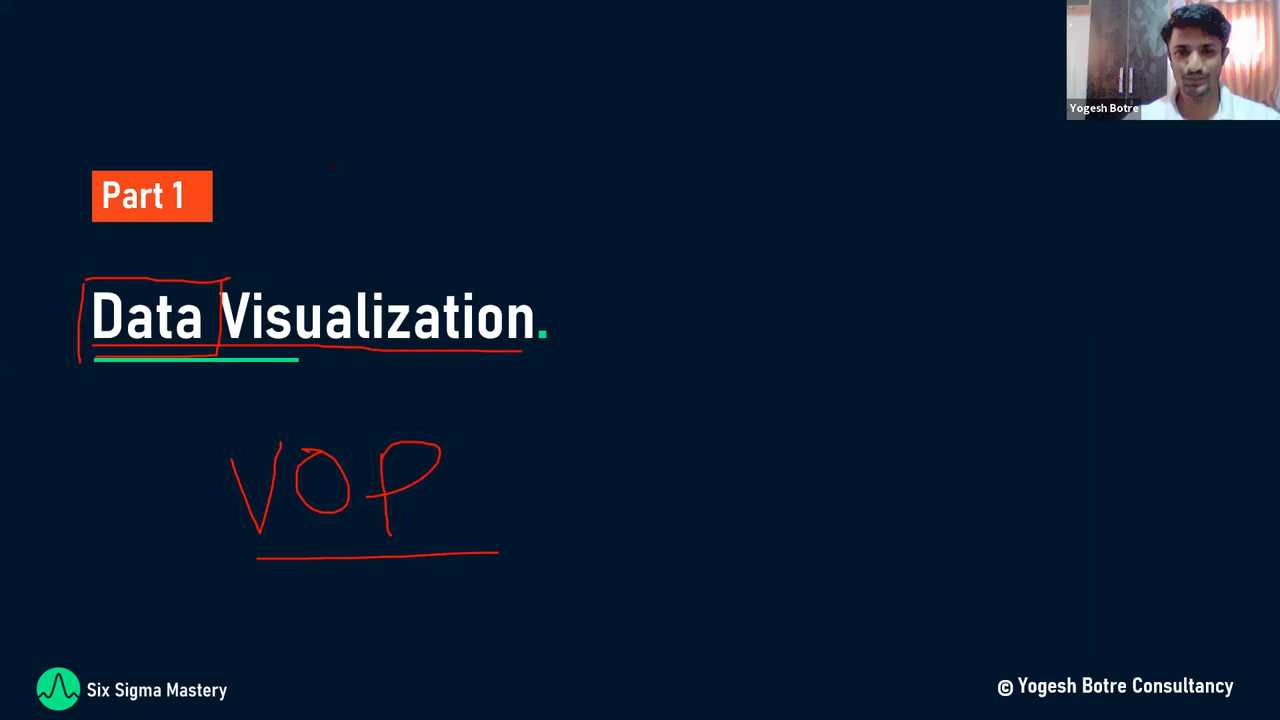 Yogesh Botre
Part 1
Data Visualization.
VOP
Six Sigma Mastery
© Yogesh Botre Consultancy